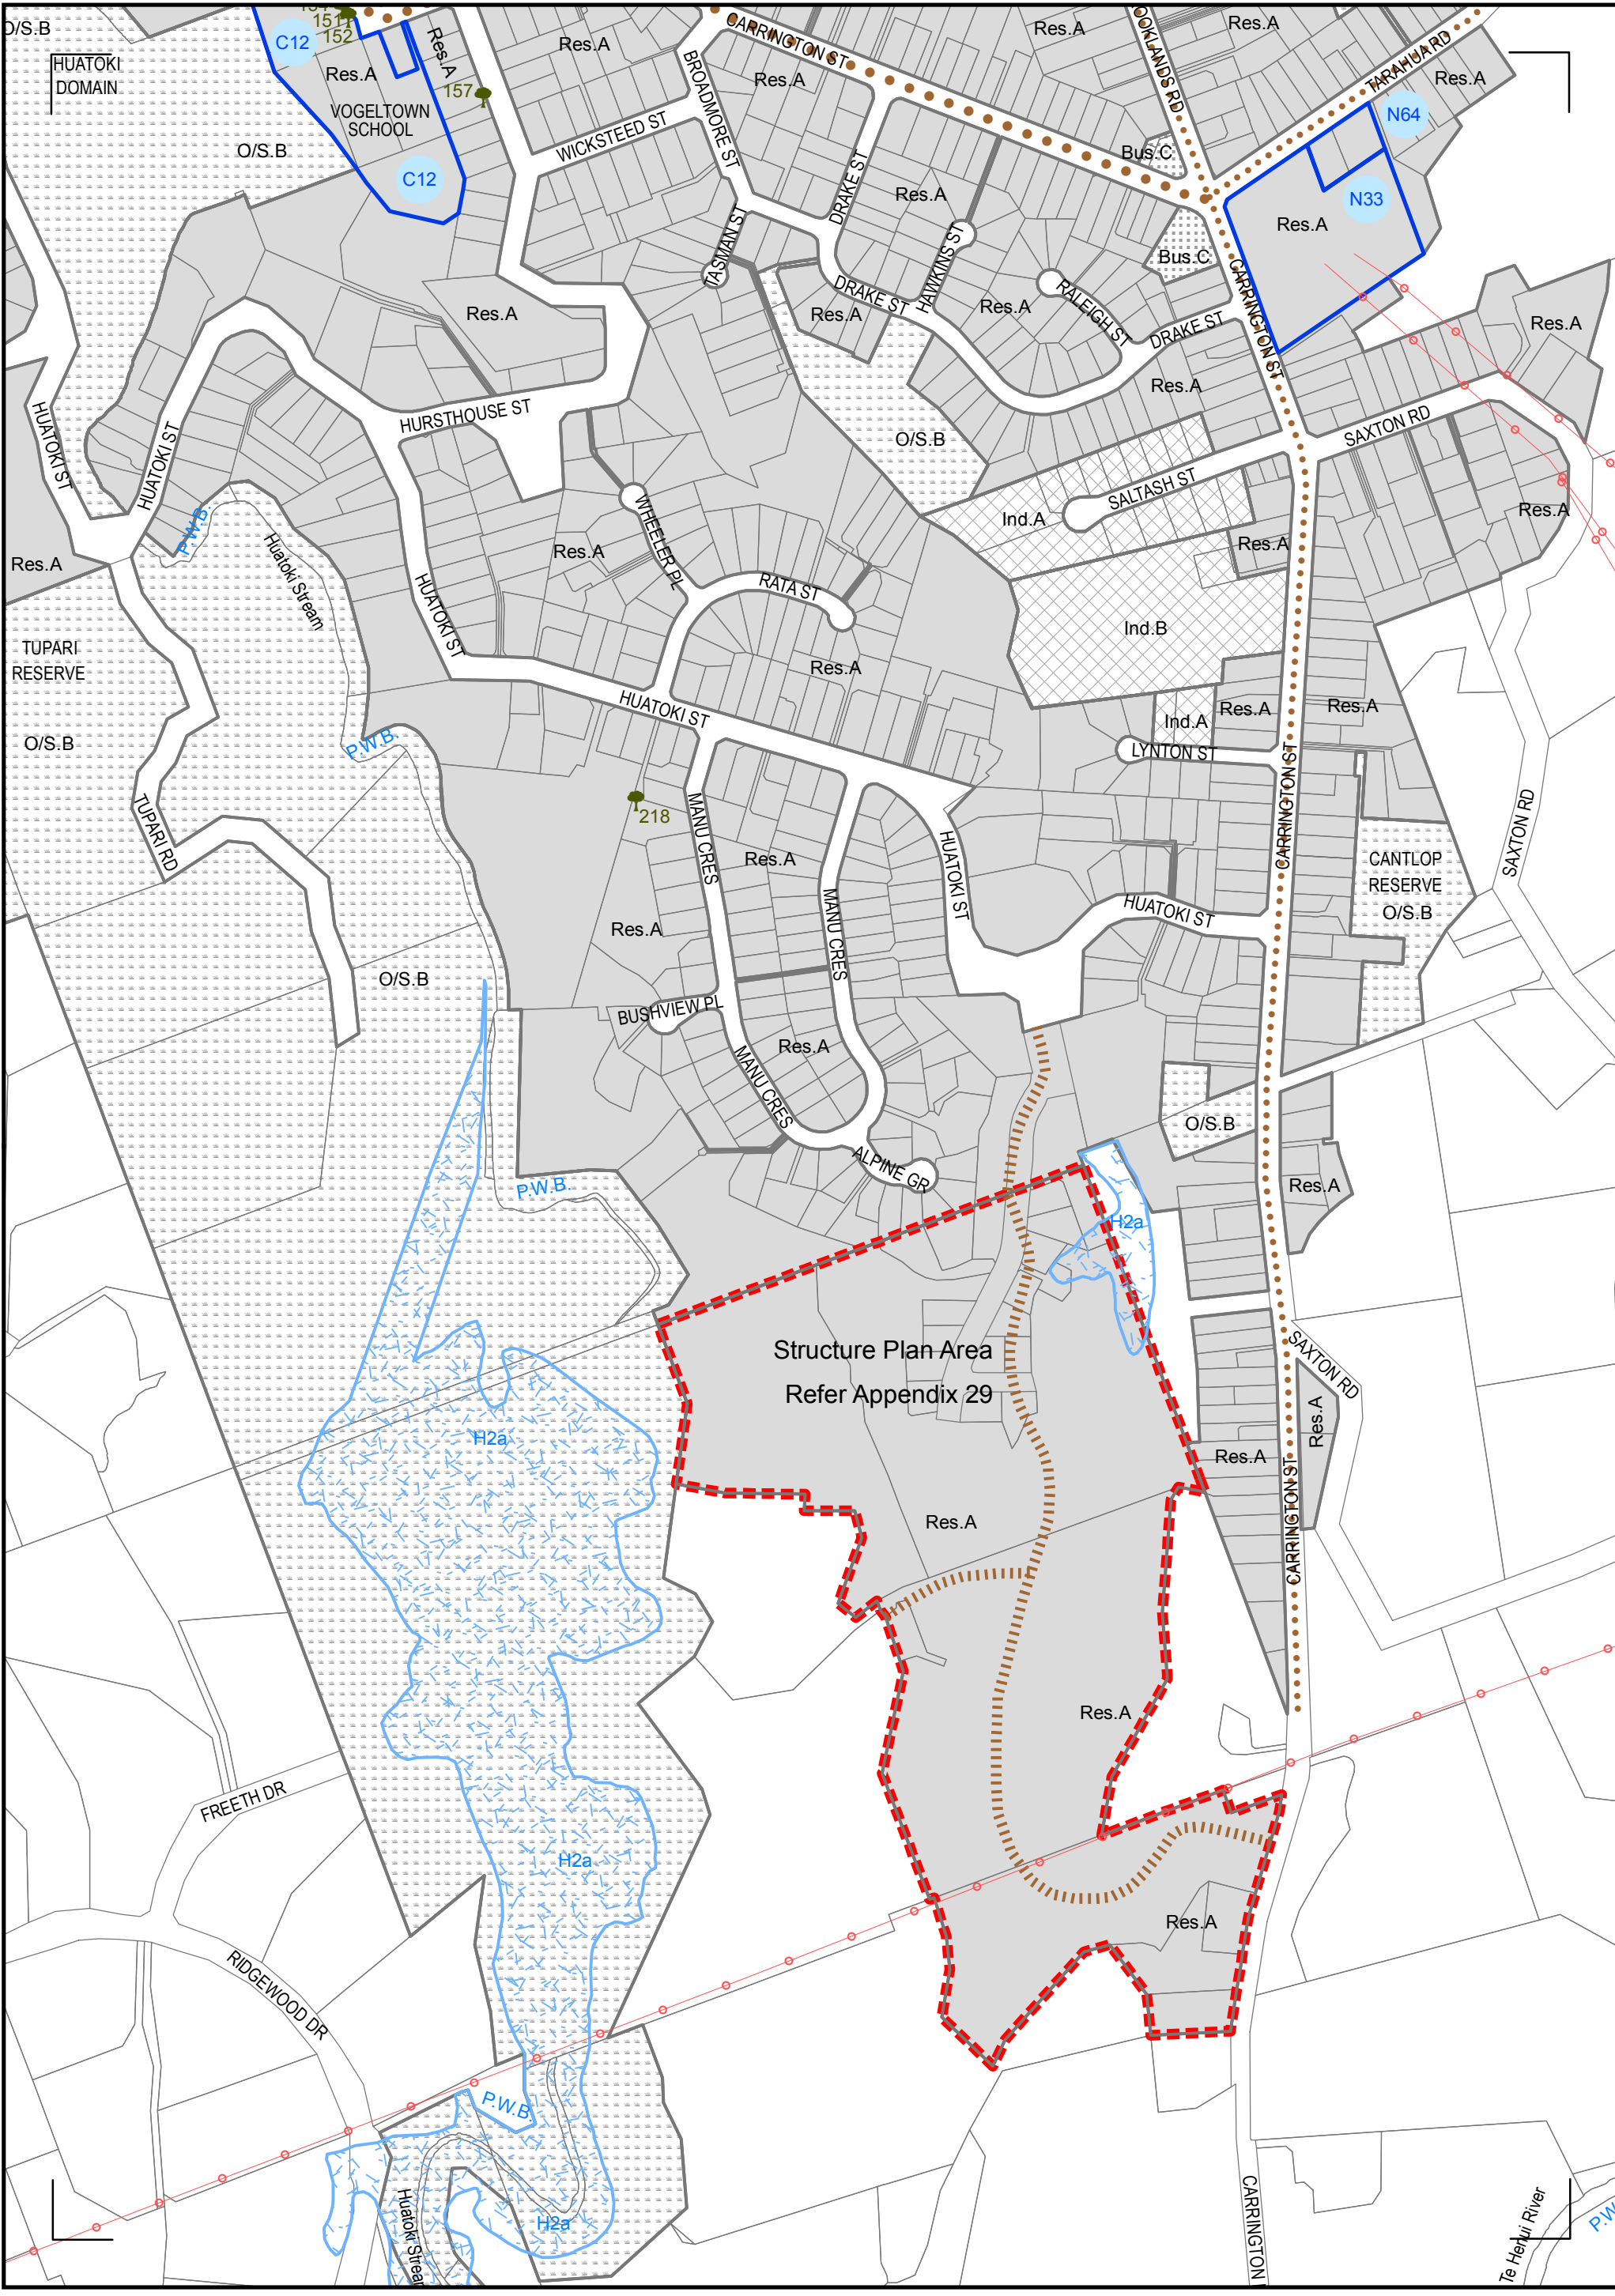 O/S.B
HUATOKI
DOMAIN
C12
151
152
Res.A
Res.A
157
VOGELTOWN
SCHOOL
C12
O/S.B
Res.A
WICKSTEED ST
BROADMORE ST
CARRINGTON ST
Res.A
Res.A
OOKLANDS RD
Res.A
TARAHUA RD
Res.A
N64
N33
Res.A
Bus.C
Bus.C
DRAKE ST
Res.A
TASMAN ST
HAWKINS ST
DRAKE ST
Res.A
Res.A
RALEIGH ST
DRAKE ST
CARRINGTON ST
Res.A
Res.A
Res.A
HUATOKI ST
HUATOKI ST
HURSTHOUSE ST
O/S.B
SAXTON RD
SALTASH ST
Ind.A
Res.A
Res.A
P.W.B.
Huatoki Stream
Res.A
WHEELER PL
Res.A
RATA ST
HUATOKI ST
Ind.B
TUPARI
RESERVE
O/S.B
Res.A
HUATOKI ST
Ind.A
Res.A
Res.A
LYNTON ST
P.W.B.
TUPARI RD
218
MANU CRES
Res.A
MANU CRES
HUATOKI ST
CARRINGTON ST
SAXTON RD
CANTLOP
RESERVE
O/S.B
HUATOKI ST
Res.A
O/S.B
BUSHVIEW PL
Res.A
MANU CRES
ALPINE GR
O/S.B
Res.A
P.W.B.
H2a
Structure Plan Area
Refer Appendix 29
SAXTON RD
Res.A
Res.A
H2a
Res.A
CARRINGTON ST
Res.A
FREETH DR
H2a
Res.A
RIDGEWOOD DR
P.W.B.
H2a
Huatoki Strear
CARRINGTON
Te Henui River
P.W